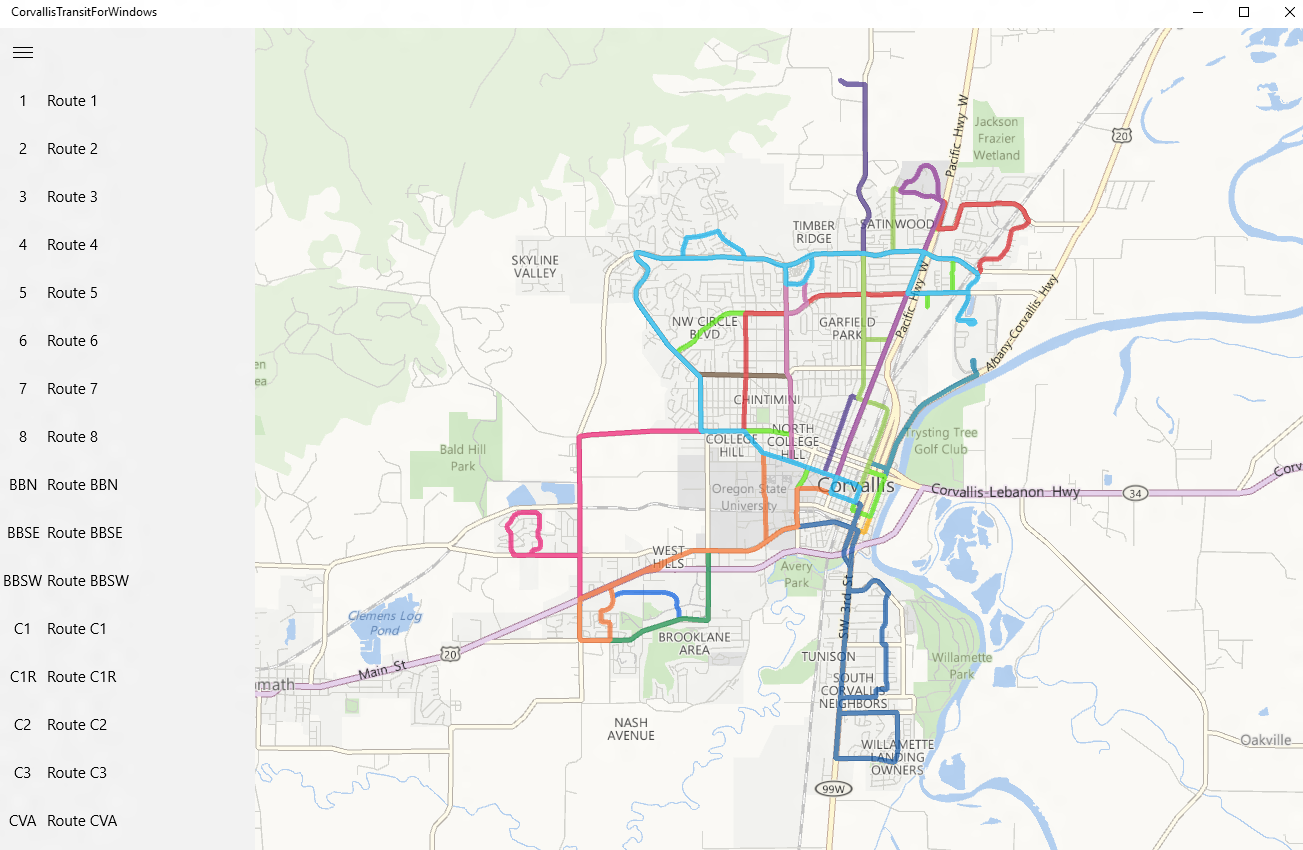 CorvallisTransitForWindows
1 Route 1
2 Route 2
3 Route 3
4 Route 4
5 Route 5
6 Route 6
7 Route 7
8 Route 8
BBN Route BBN
BBSE Route BBSE
BBSW Route BBSW
C1 Route C1
C1R Route C1R
C2 Route C2
C3 Route C3
CVA Route CVA
Pacific Hwy W
Jackson
Frazier
Wetland
20
TIMBER
RIDGE
SATINWOOD
SKYLINE
VALLEY
Pacific Hwy W
Albany-Corvallis Hwy
NW CIRCLE
BLVD
GARFIELD
PARK
en
ea
CHINTIMINI
COLLEGE
HILL
NORTH
COLLEGE
HILL
Trysting Tree
Golf Club
Bald Hill
Park
Oregon State
University
Corvallis
Corvallis-Lebanon Hwy
34
Corv
WEST
HILLS
Avery
Park
SW 3rd St
Clemens Log
Pond
BROOKLANE
AREA
20
Main St
omath
TUNISON
Willamette
Park
SOUTH
CORVALLIS
NEIGHBORS
NASH
AVENUE
WILLAMETTE
LANDING
OWNERS
Oakville
99W